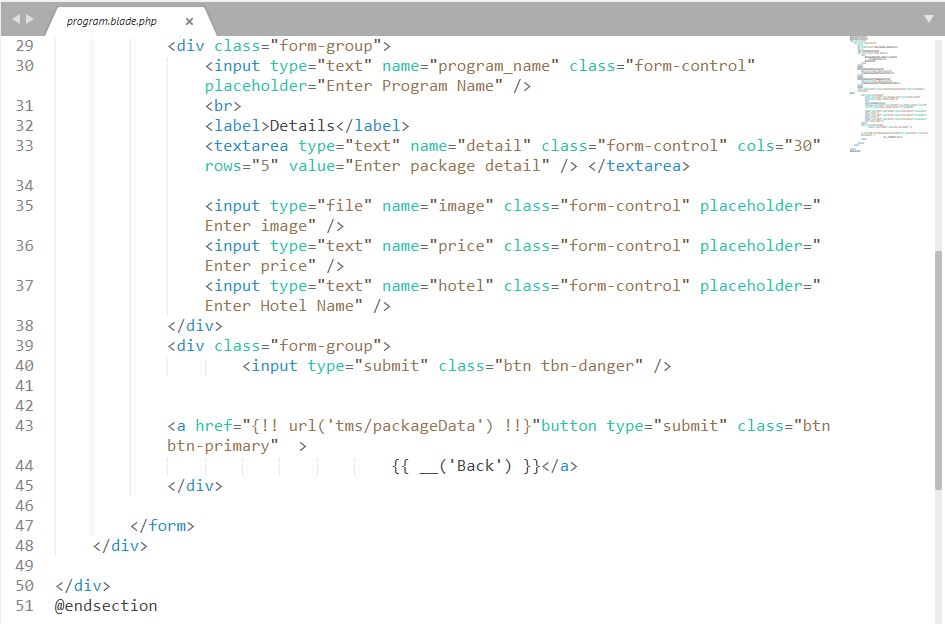 program.blade.php ×
29 <div class="form-group">
30 <input type="text" name="program_name" class="form-control"
placeholder="Enter Program Name" />
31 <br>
32 <label>Details</label>
33 <textarea type="text" name="detail" class="form-control" cols="30"
rows="5" value="Enter package detail" /> </textarea>
34
35 <input type="file" name="image" class="form-control" placeholder="
Enter image" />
36 <input type="text" name="price" class="form-control" placeholder="
Enter price" />
37 <input type="text" name="hotel" class="form-control" placeholder="
Enter Hotel Name" />
38 </div>
39 <div class="form-group">
40 <input type="submit" class="btn tbn-danger" />
41
42
43 <a href="{!! url('tms/packageData') !!}"button type="submit" class="btn
btn-primary"  >
44 {{ __('Back') }}</a>
45 </div>
46
47 </form>
48 </div>
49
50 </div>
51 @endsection